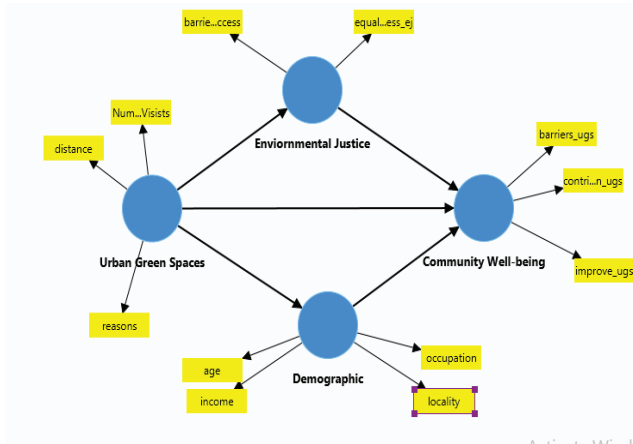 barrie...ccess
equal...ess_ej
Num...Visists
distance
Enviornmental Justice
barriers_ugs
contri...n_ugs
Urban Green Spaces
Community Well-being
improve_ugs
reasons
occupation
age
Demographic
income
locality